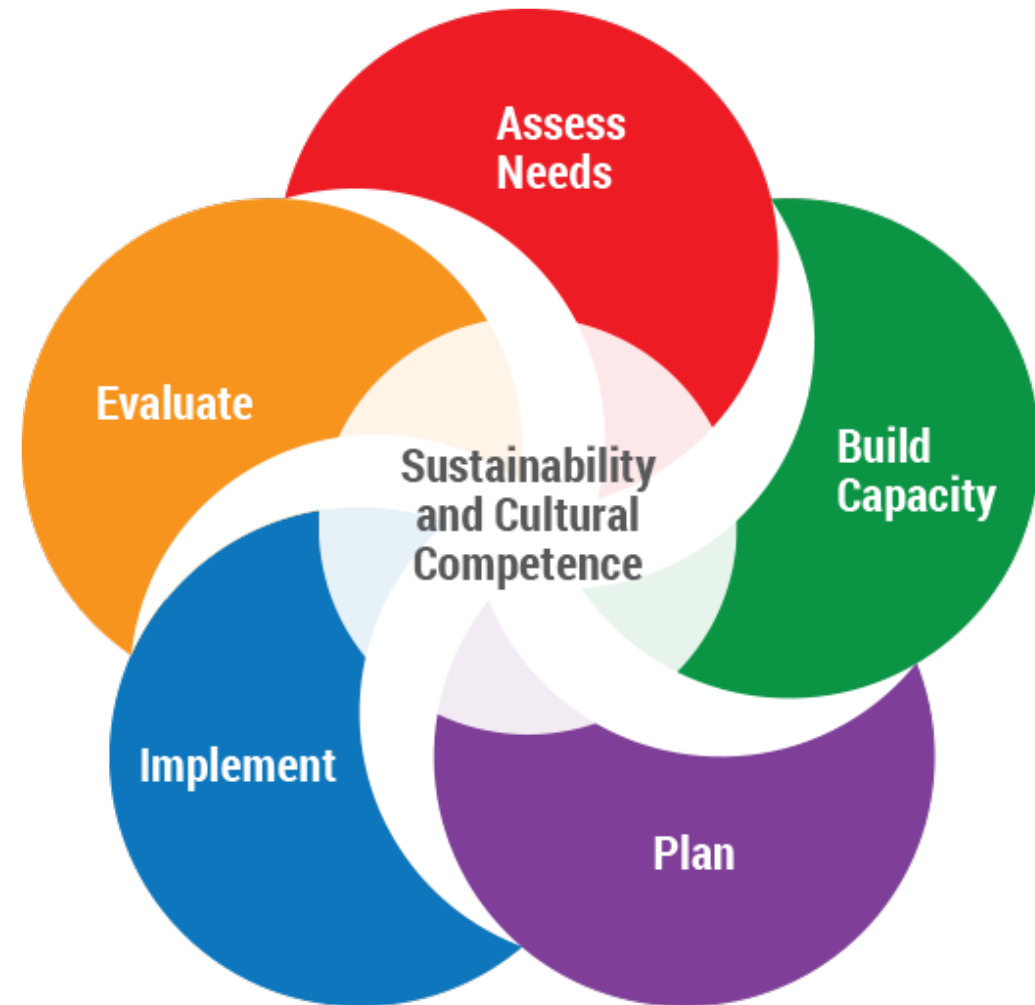 Assess
Needs
Build
Capacity
Plan
Implement
Evaluate
Sustainability
and Cultural
Competence